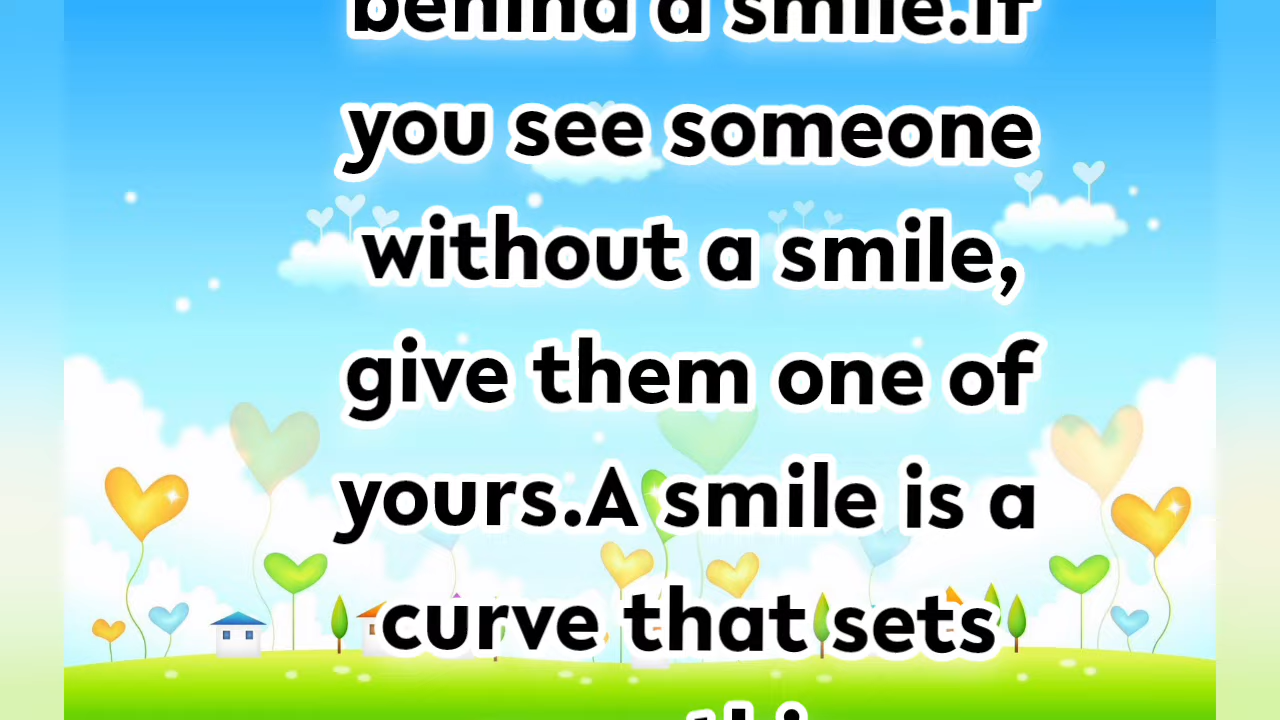 behind a smile.If
you see someone
without a smile,
give them one of
yours.A smile is a
curve that sets